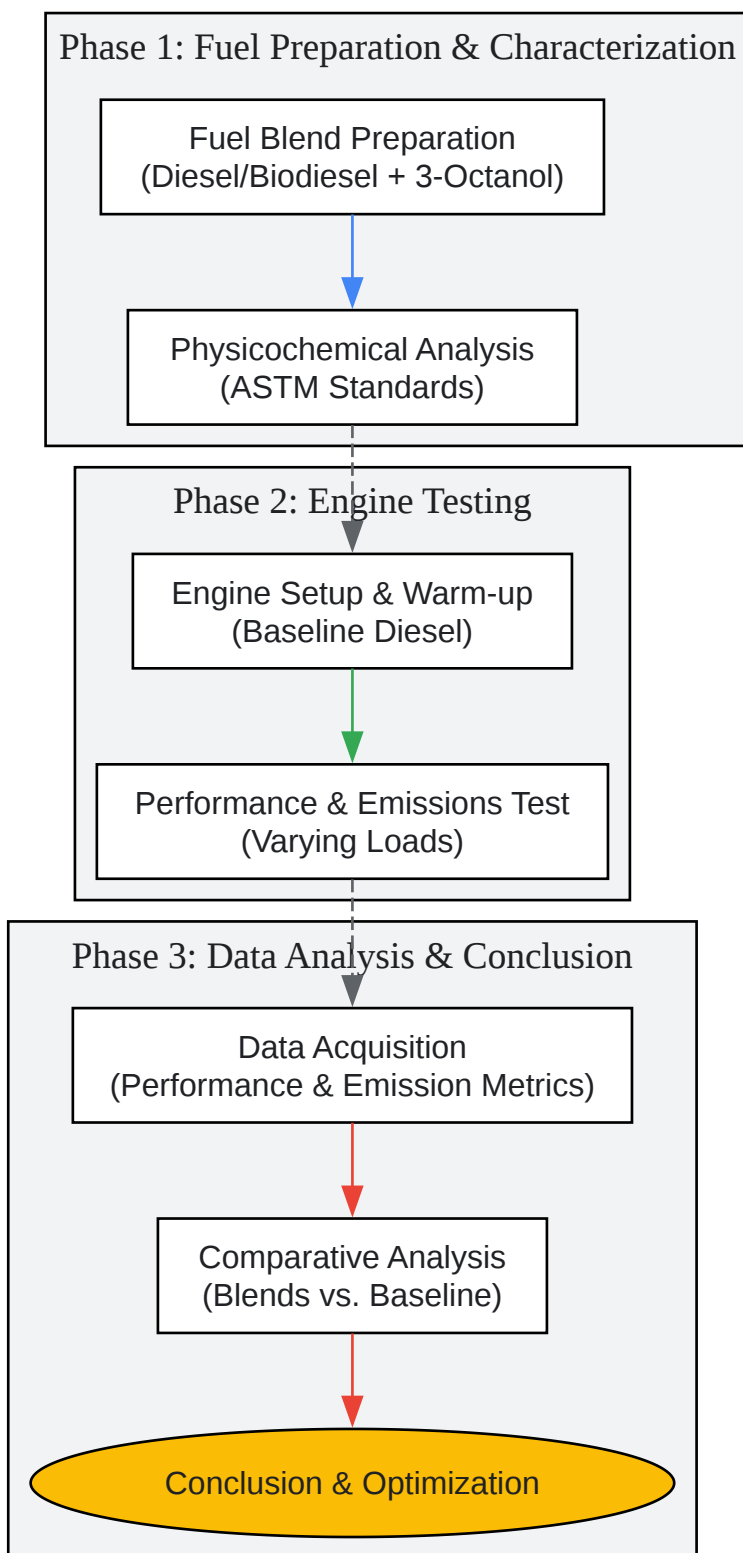 Phase 1: Fuel Preparation & Characterization
Fuel Blend Preparation
(Diesel/Biodiesel + 3-Octanol)
Physicochemical Analysis
(ASTM Standards)
Phase 2: Engine Testing
Engine Setup & Warm-up
(Baseline Diesel)
Performance & Emissions Test
(Varying Loads)
Phase 3: Data Analysis & Conclusion
Data Acquisition
(Performance & Emission Metrics)
Comparative Analysis
(Blends vs. Baseline)
Conclusion & Optimization